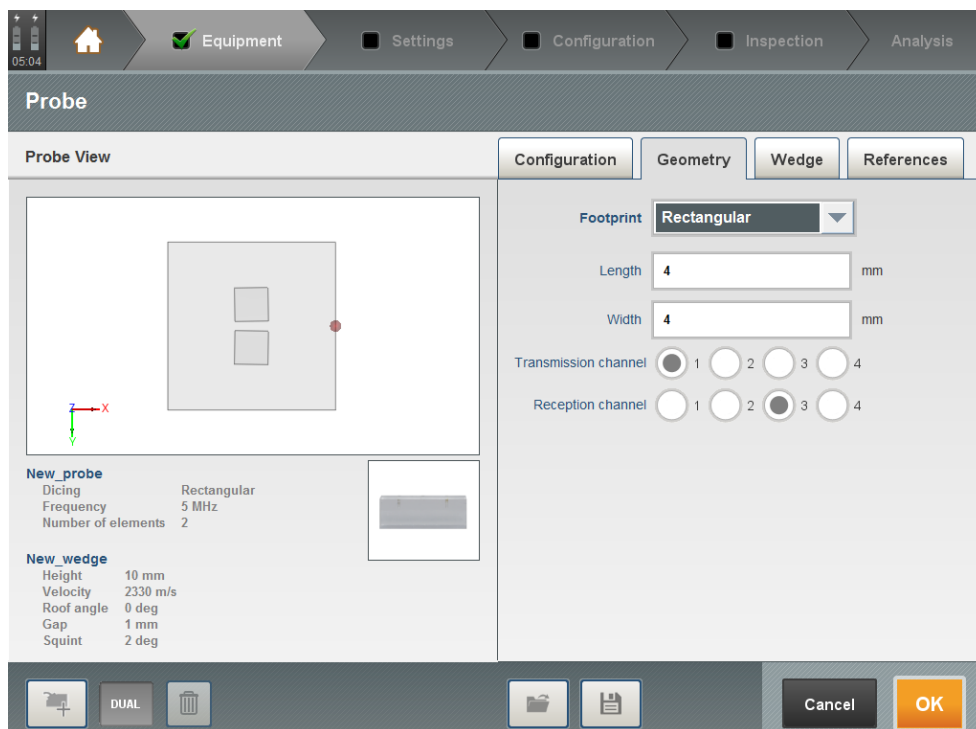 05:04
Equipment
Settings
Configuration
Inspection
Analysis
Probe
Probe View
Configuration
Geometry
Wedge
References
Footprint Rectangular
Length 4 mm
Width 4 mm
Transmission channel 1 2 3 4
Reception channel 1 2 3 4
Z X
Y
New_probe
Dicing Rectangular
Frequency 5 MHz
Number of elements 2
New_wedge
Height 10 mm
Velocity 2330 m/s
Roof angle 0 deg
Gap 1 mm
Squint 2 deg
DUAL
Cancel
OK